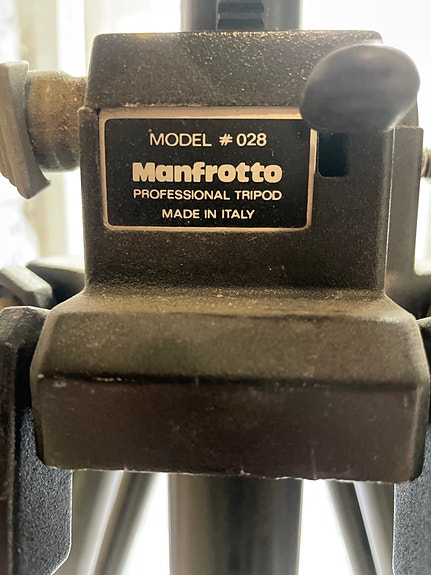 MODEL # 028
Manfrotto
PROFESSIONAL TRIPOD
MADE IN ITALY